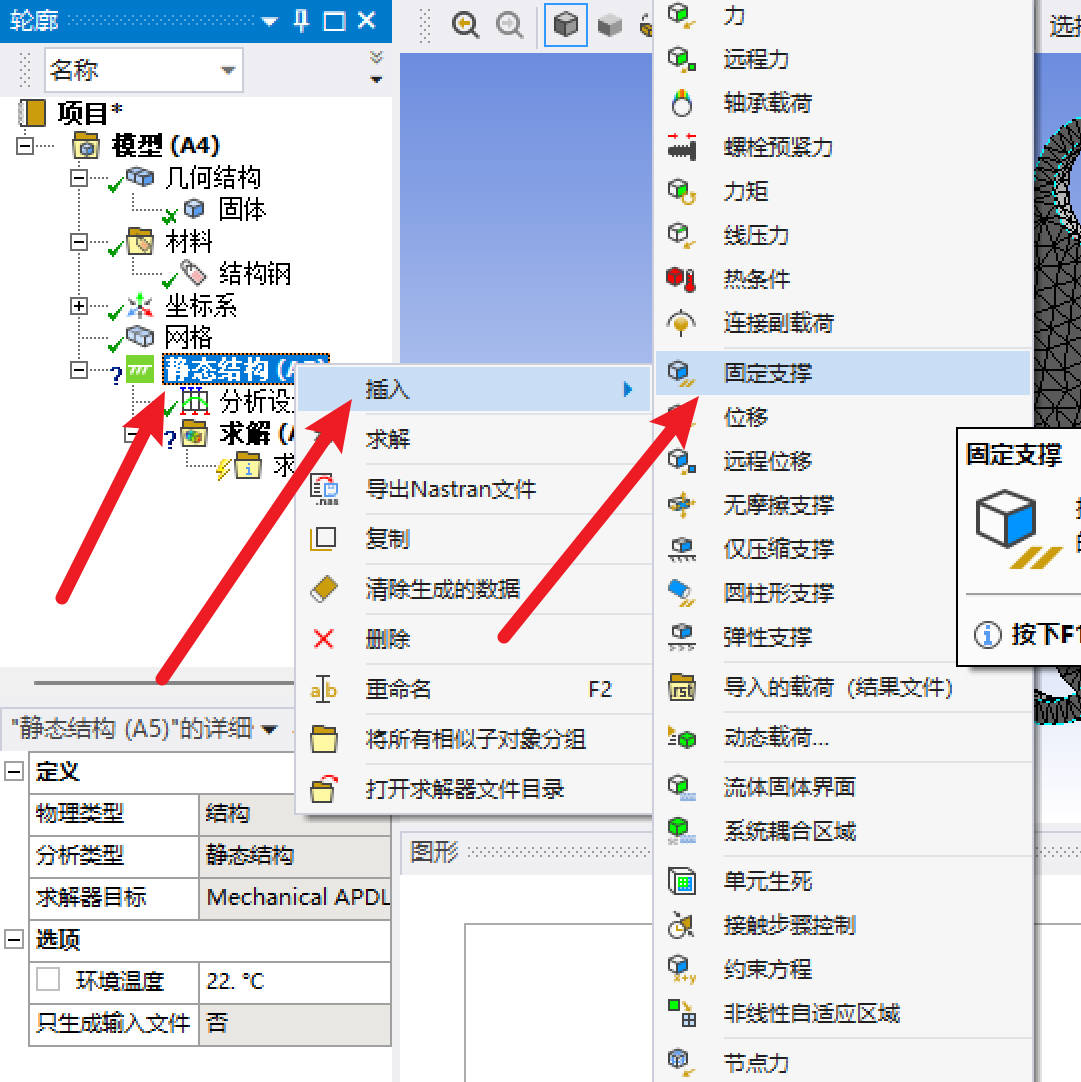 轮廓
名称
项目*
模型 (A4)
几何结构
固体
材料
结构钢
坐标系
网格
静态结构 (A
分析设
求解 (A
求
插入
求解
导出Nastran文件
复制
清除生成的数据
删除
重命名 F2
将所有相似子对象分组
打开求解器文件目录
力
远程力
轴承载荷
螺栓预紧力
力矩
线压力
热条件
连接副载荷
固定支撑
位移
远程位移
无摩擦支撑
仅压缩支撑
圆柱形支撑
弹性支撑
导入的载荷（结果文件）
动态载荷...
流体固体界面
系统耦合区域
单元生死
接触步骤控制
约束方程
非线性自适应区域
节点力
选择
固定支撑
按下F1
"静态结构 (A5)"的详细
定义
物理类型 结构
分析类型 静态结构
求解器目标 Mechanical APDL
选项
环境温度 22. °C
只生成输入文件 否
图形